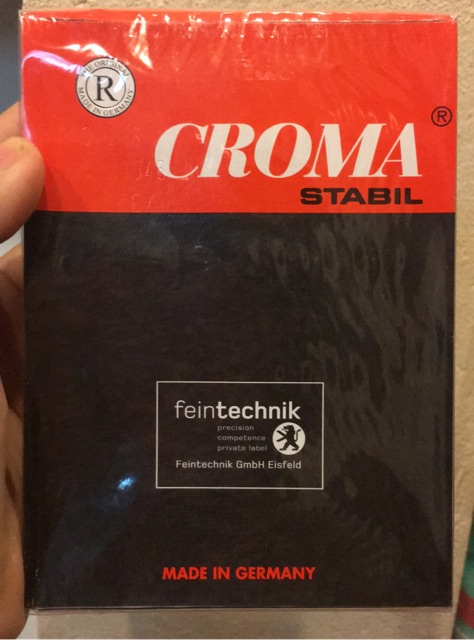 THE ORIGINAL
R
MADE IN GERMANY
CROMA®
STABIL
feintechnik
precision
competence
private label
Feintechnik GmbH Eisfeld
MADE IN GERMANY